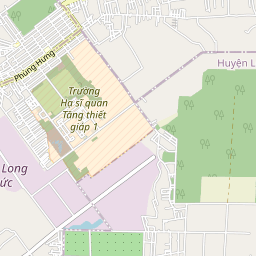 Phùng Hưng
Huyện L
Trường
Hạ sĩ quan
Tăng thiết
giáp 1
Long
ức